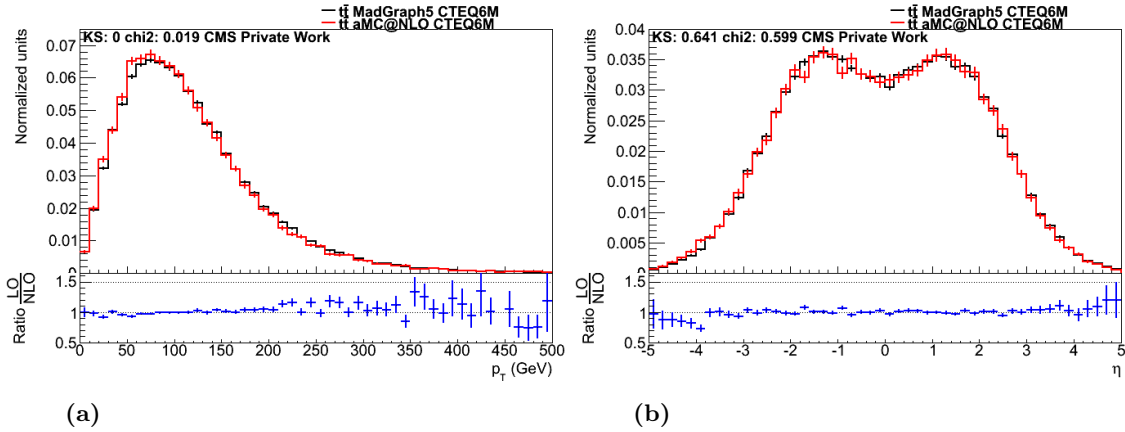 tt̄ MadGraph5 CTEQ6M
tt̄ aMC@NLO CTEQ6M
KS: 0 chi2: 0.019 CMS Private Work
Normalized units
0.07
0.06
0.05
0.04
0.03
0.02
0.01
0
Ratio LO/NLO
1.5
1
0.5
0 50 100 150 200 250 300 350 400 450 500
p_T (GeV)
(a)
tt̄ MadGraph5 CTEQ6M
tt̄ aMC@NLO CTEQ6M
KS: 0.641 chi2: 0.599 CMS Private Work
Normalized units
0.04
0.035
0.03
0.025
0.02
0.015
0.01
0.005
0
Ratio LO/NLO
1.5
1
0.5
-5 -4 -3 -2 -1 0 1 2 3 4 5
η
(b)